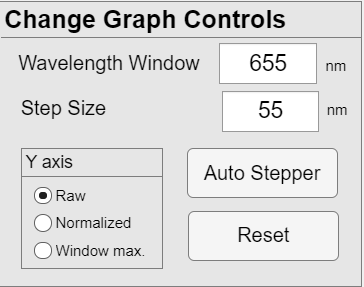 Change Graph Controls
Wavelength Window 655 nm
Step Size 55 nm
Y axis
Raw
Normalized
Window max.
Auto Stepper
Reset